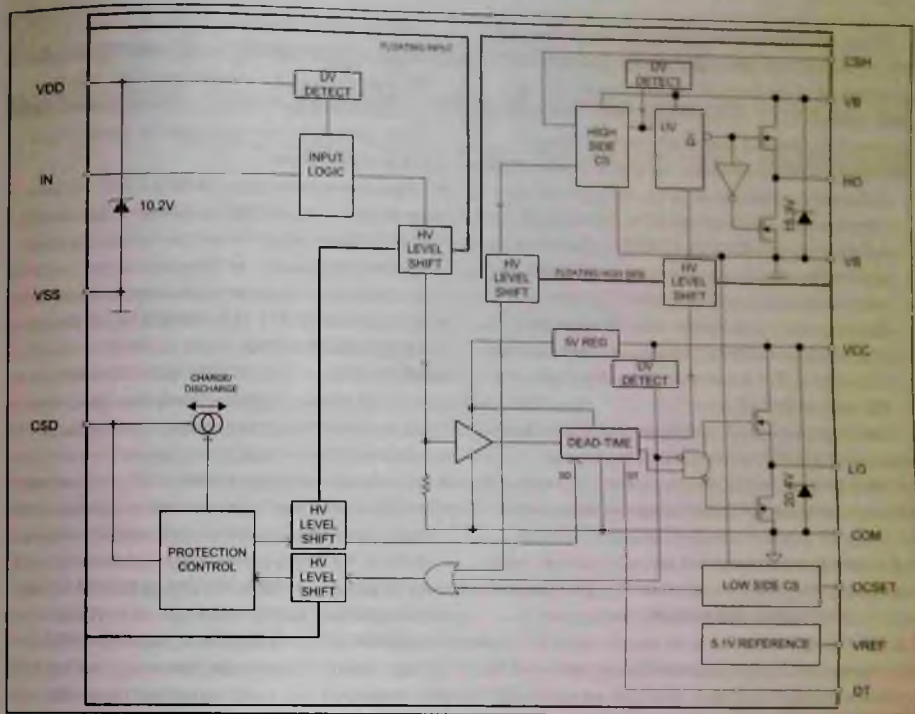 FLOATING INPUT
CSH
VDD
UV
DETECT
UV
DETECT
VB
HIGH
SIDE
CS
UV
Q
INPUT
LOGIC
IN
HO
10.2V
15.3V
HV
LEVEL
SHIFT
HV
LEVEL
SHIFT
FLOATING HIGH SIDE
HV
LEVEL
SHIFT
VS
VSS
5V REG
VCC
UV
DETECT
CHARGE/
DISCHARGE
CSD
DEAD-TIME
SD
DT
LO
20.4V
HV
LEVEL
SHIFT
COM
PROTECTION
CONTROL
HV
LEVEL
SHIFT
LOW SIDE CS
OCSET
5.1V REFERENCE
VREF
DT